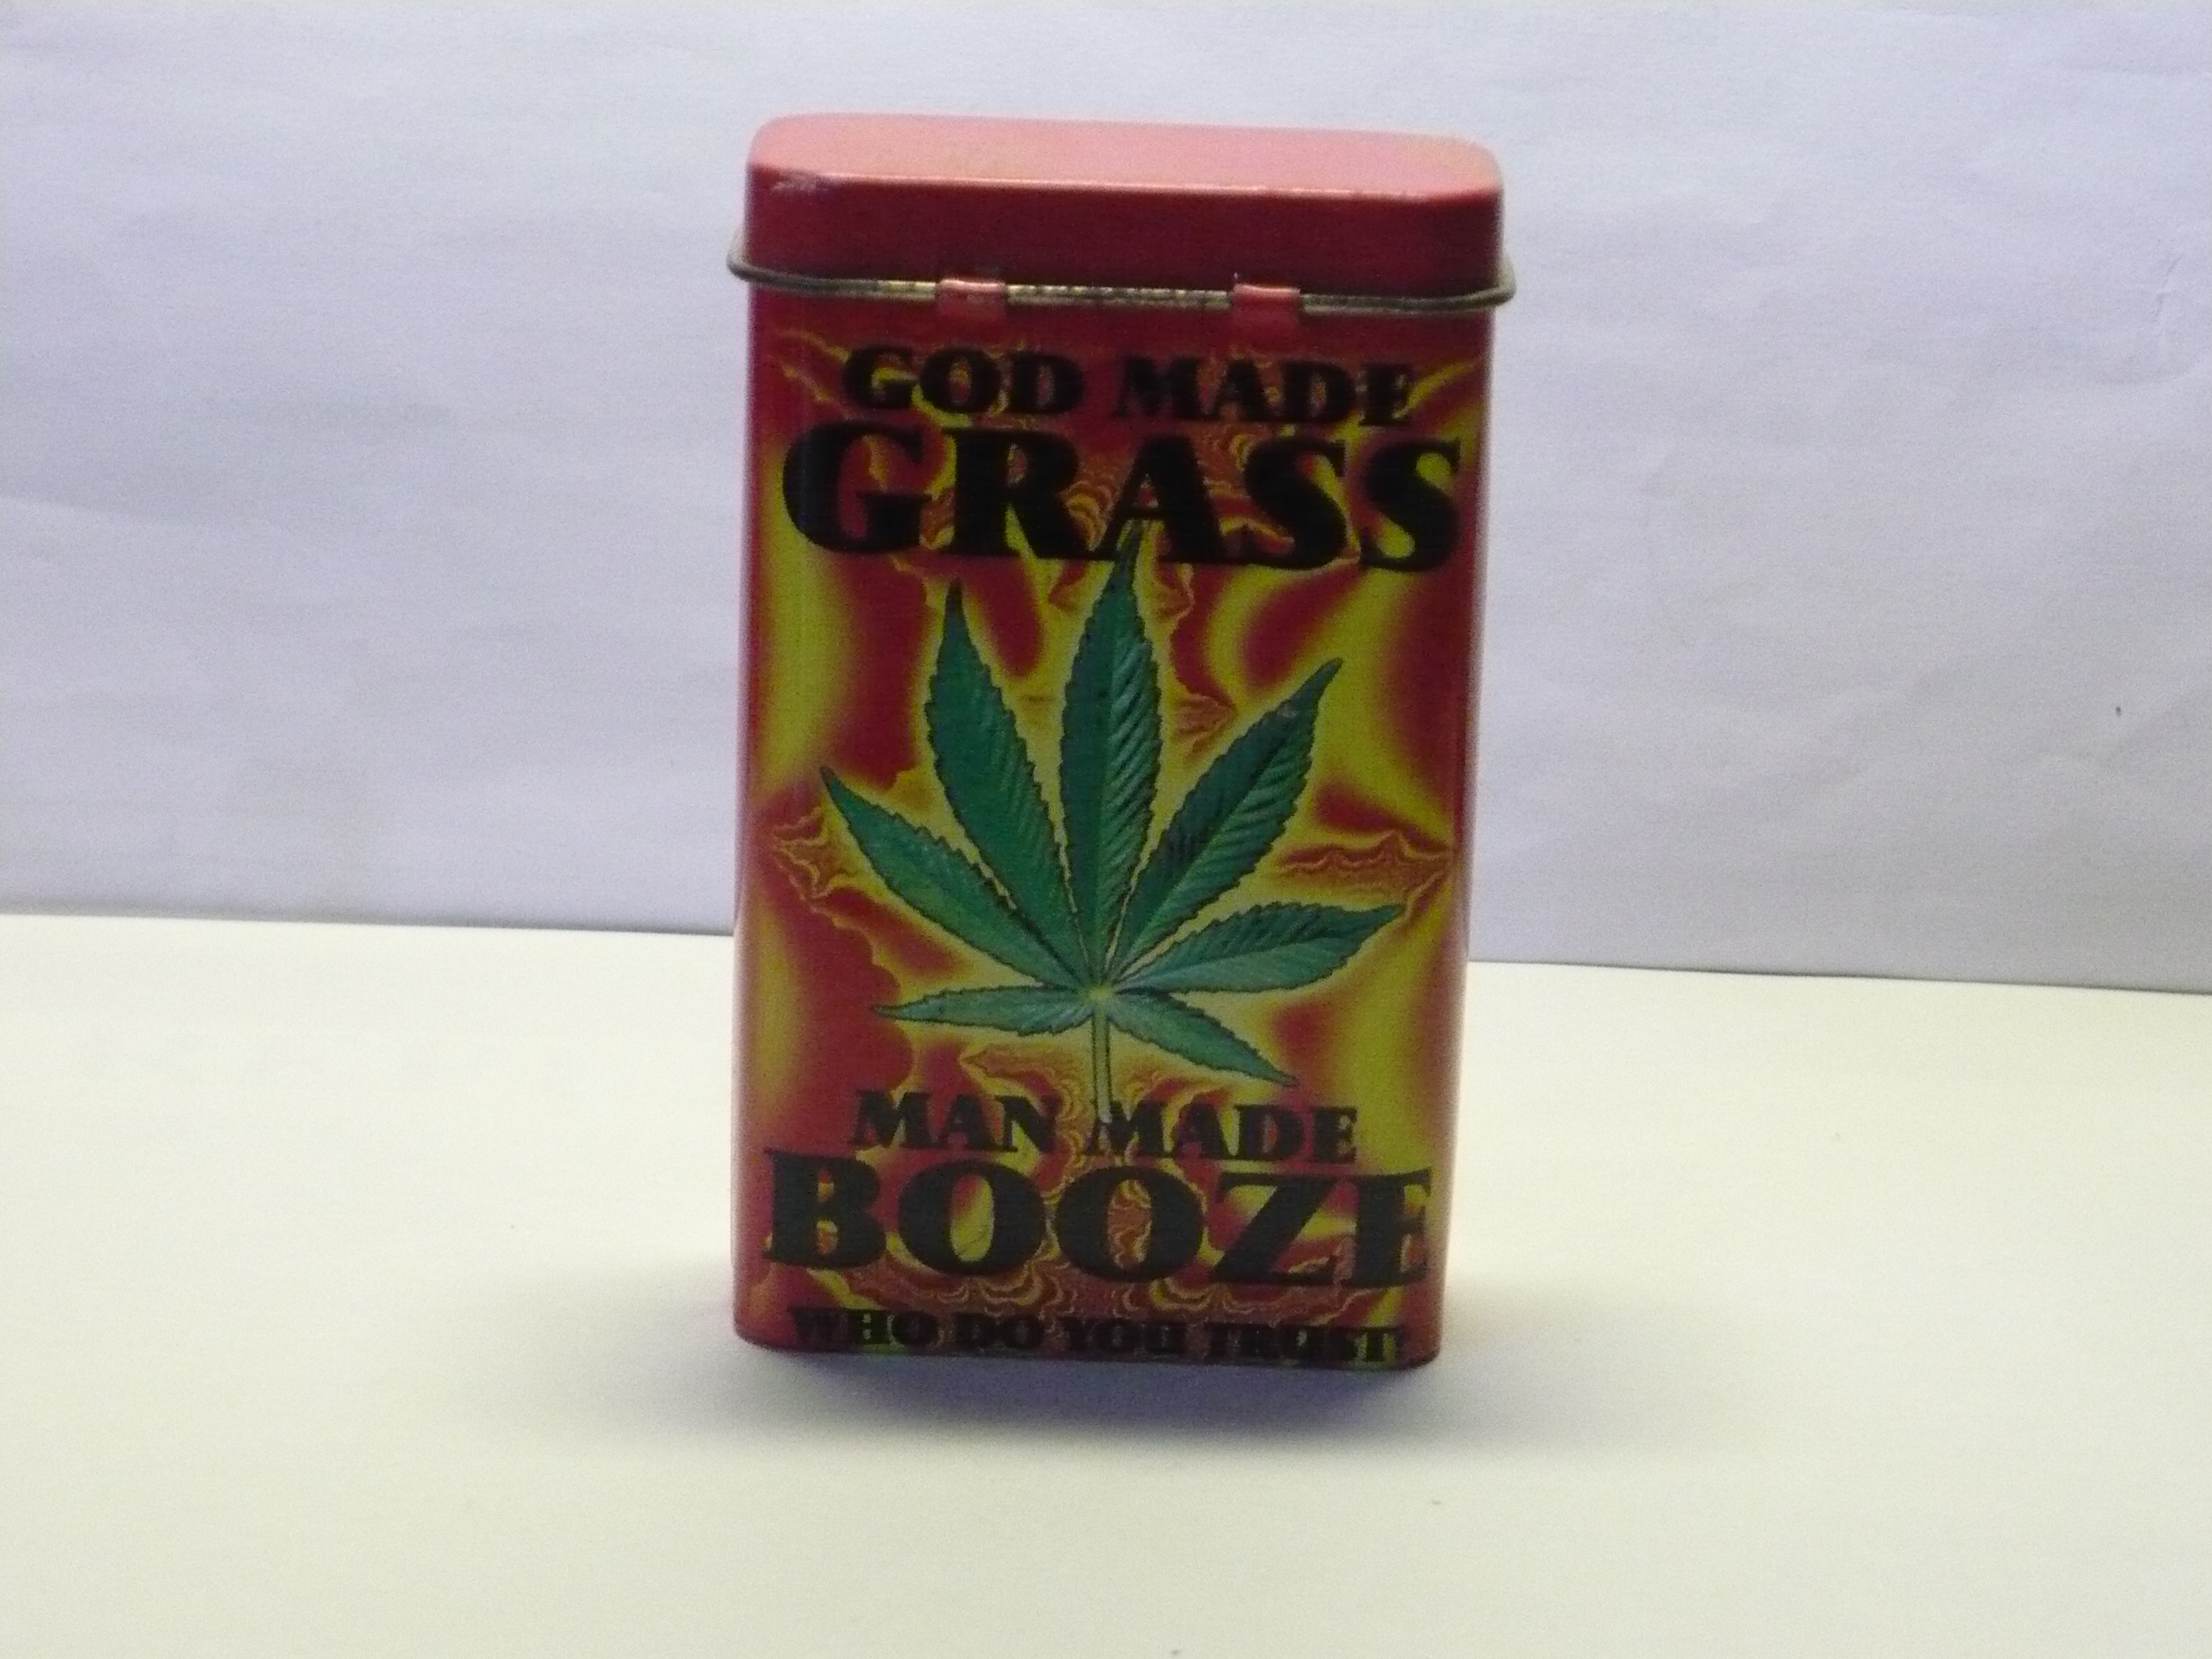 GOD MADE
GRASS
MAN MADE
BOOZE
WHO DO YOU TRUST!